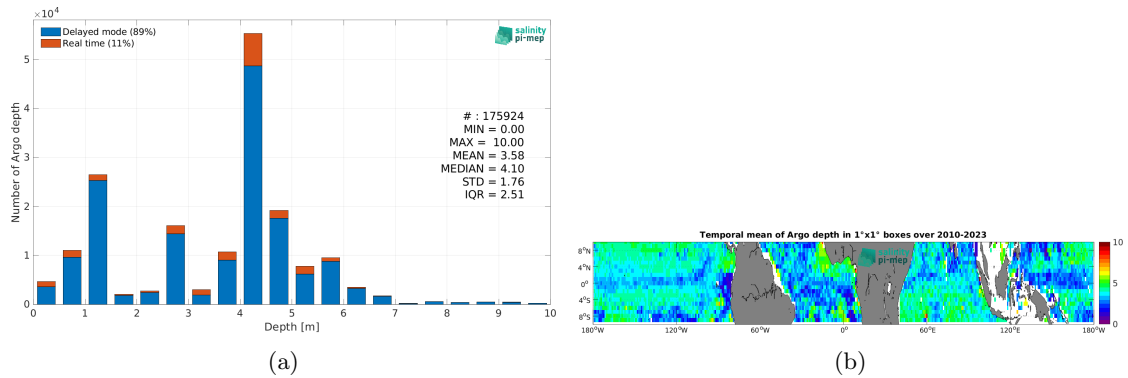 ×10⁴
Delayed mode (89%)
Real time (11%)
salinity
pi-mep
Number of Argo depth
5
4
3
2
1
0
# : 175924
MIN = 0.00
MAX = 10.00
MEAN = 3.58
MEDIAN = 4.10
STD = 1.76
IQR = 2.51
0 1 2 3 4 5 6 7 8 9 10
Depth [m]
(a)
Temporal mean of Argo depth in 1°x1° boxes over 2010-2023
salinity
pi-mep
8°N
4°N
0°
4°S
8°S
180°W 120°W 60°W 0° 60°E 120°E 180°W
10
5
0
(b)